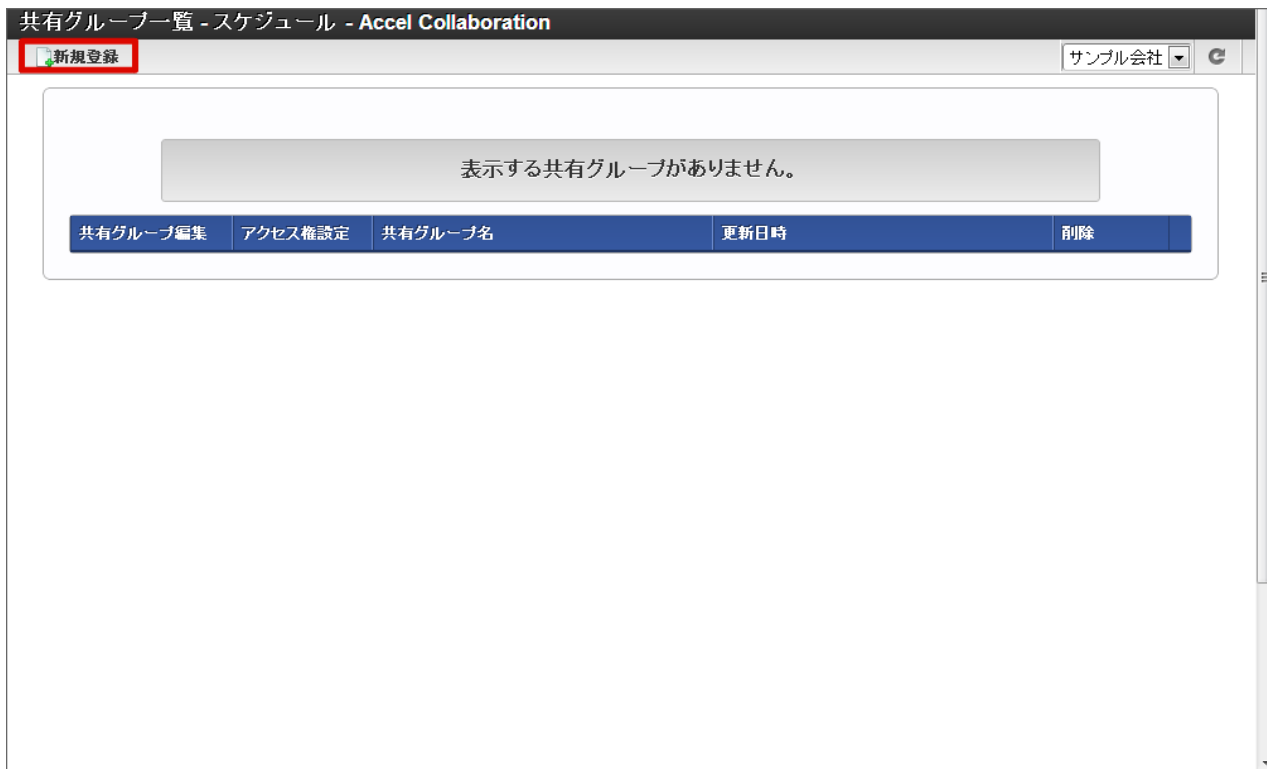 共有グループ一覧 - スケジュール - Accel Collaboration
新規登録 サンプル会社
表示する共有グループがありません。
共有グループ編集 アクセス権設定 共有グループ名 更新日時 削除